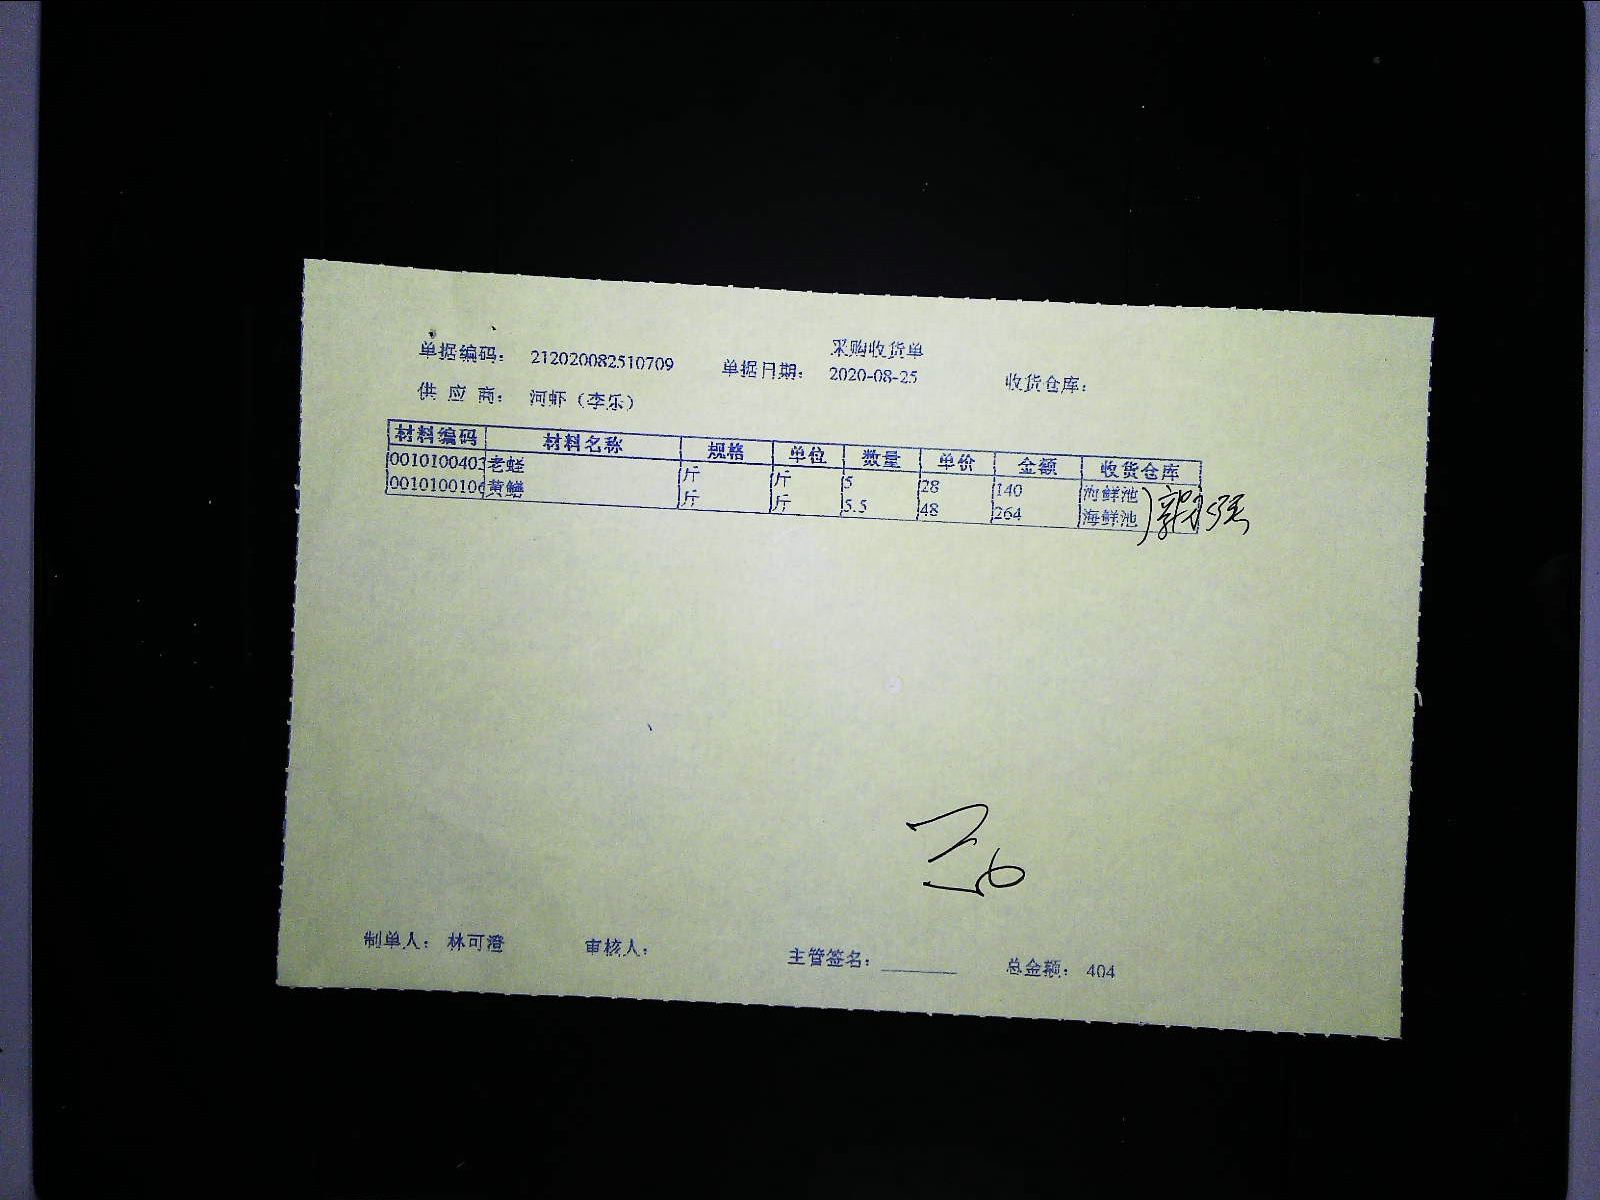 采购收货单
单据编码： 212020082510709 单据日期： 2020-08-25 收货仓库：
供 应 商： 河虾（李乐）
材料编码 材料名称 规格 单位 数量 单价 金额 收货仓库
0010100403 老蛏 斤 斤 5 28 140 海鲜池
0010100106 黄鳝 斤 斤 5.5 48 264 海鲜池
制单人： 林可澄 审核人： 主管签名： 总金额： 404